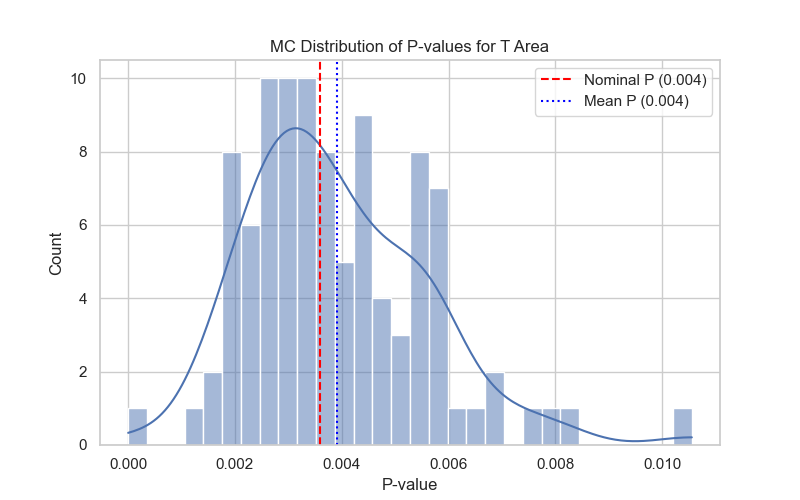 MC Distribution of P-values for T Area
Nominal P (0.004)
Mean P (0.004)
Count
10
8
6
4
2
0
0.000 0.002 0.004 0.006 0.008 0.010
P-value